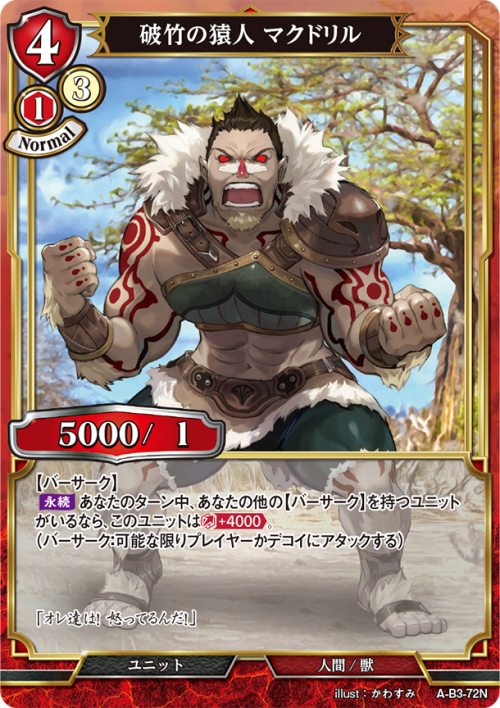 4
破竹の猿人 マクドリル
1
3
Normal
5000/ 1
【バーサーク】
永続 あなたのターン中、あなたの他の【バーサーク】を持つユニット
がいるなら、このユニットは+4000。
(バーサーク:可能な限りプレイヤーかデコイにアタックする)
「オレ達は! 怒ってるんだ!」
ユニット
人間 / 獣
illust:かわすみ A-B3-72N